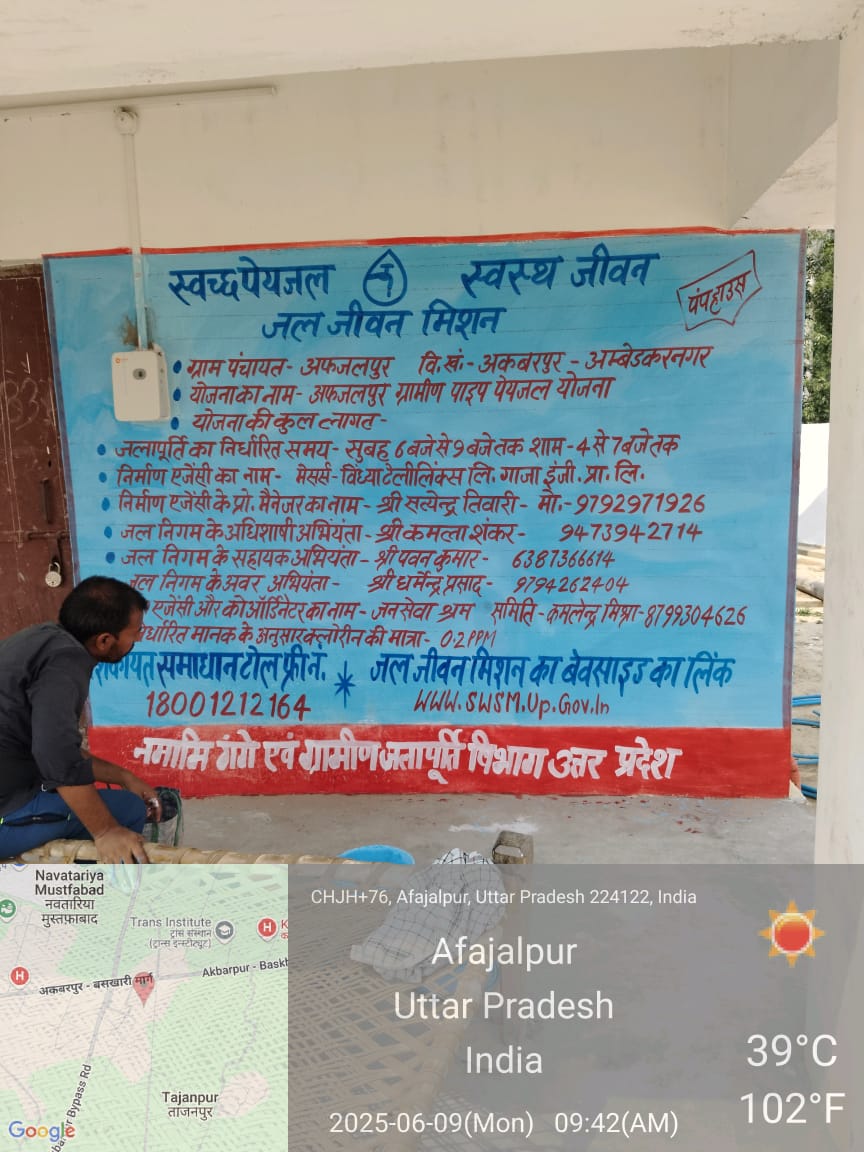 स्वच्छ पेयजल स्वस्थ जीवन
जल जीवन मिशन
पंप हाउस
ग्राम पंचायत- अफजलपुर वि.खं.- अकबरपुर - अम्बेडकरनगर
योजना का नाम- अफजलपुर ग्रामीण पाइप पेयजल योजना
योजना की कुल लागत-
जलापूर्ति का निर्धारित समय- सुबह 6 बजे से 9 बजे तक शाम- 4 से 7 बजे तक
निर्माण एजेंसी का नाम- मेसर्स- विंध्या टेलीलिंक्स लि. गाजा इंजी. प्रा. लि.
निर्माण एजेंसी के प्रो. मैनेजर का नाम- श्री सत्येन्द्र तिवारी- मो.- 9792971926
जल निगम के अधिशाषी अभियंता- श्री कमला शंकर- 9473942714
जल निगम के सहायक अभियंता- श्री पवन कुमार- 6387366614
जल निगम के अवर अभियंता- श्री धर्मेन्द्र प्रसाद- 9794262404
एजेंसी और कोऑर्डिनेटर का नाम- जन सेवा श्रम समिति- कमलेन्द्र मिश्रा- 8799304626
निर्धारित मानक के अनुसार क्लोरीन की मात्रा- 0.2 PPM
शिकायत समाधान टोल फ्री नं. जल जीवन मिशन का बेवसाइड का लिंक
18001212164 WWW.SWSM.Up.Gov.In
नमामि गंगे एवं ग्रामीण जलापूर्ति विभाग उत्तर प्रदेश
Navatariya
Mustfabad
नवतारिया
मुस्तफ़ाबाद
Trans Institute
ट्रांस संस्थान
(ट्रान्स इन्स्टीट्यूट)
H
H
अकबरपुर - बसखारी मार्ग
Akbarpur - Baskh
Bypass Rd
Tajanpur
ताजनपुर
Google
CHJH+76, Afajalpur, Uttar Pradesh 224122, India
Afajalpur
Uttar Pradesh
India
39°C
102°F
2025-06-09(Mon) 09:42(AM)